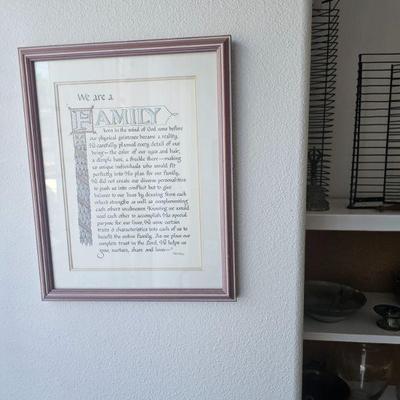 We are a
FAMILY
born in the mind of God, some before
our physical existence became a reality.
He carefully planned every detail of our
being— the color of our eyes and hair,
a dimple here, a freckle there—making
us unique individuals who would fit
perfectly into His plan for our family.
He did not create our diverse personalities
to push us into conflict but to give
balance to our lives by drawing from each
others strengths as well as complementing
each others weaknesses. Knowing we would
need each other to accomplish His special
purpose for our lives, He wove certain
traits & characteristics into each of us to
benefit the entire Family. As we place our
complete trust in the Lord, He helps us
grow, nurture, share and love—